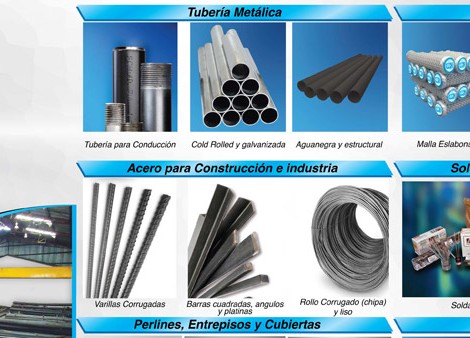 Tubería Metálica
Tubería para Conducción
Cold Rolled y galvanizada
Aguanegra y estructural
Malla Eslabona
Acero para Construcción e industria
Sol
Varillas Corrugadas
Barras cuadradas, angulos
y platinas
Rollo Corrugado (chipa)
y liso
Solda
Perlines, Entrepisos y Cubiertas